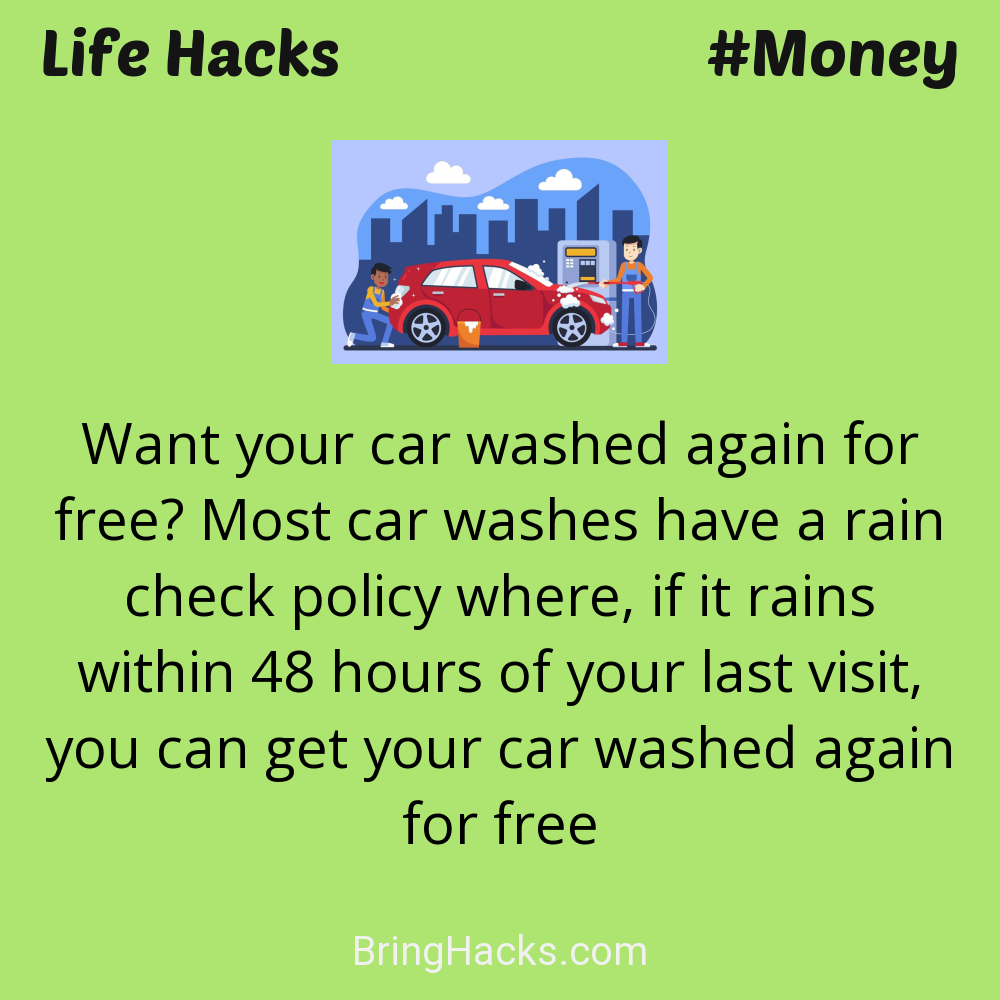 Life Hacks
#Money
Want your car washed again for
free? Most car washes have a rain
check policy where, if it rains
within 48 hours of your last visit,
you can get your car washed again
for free
BringHacks.com